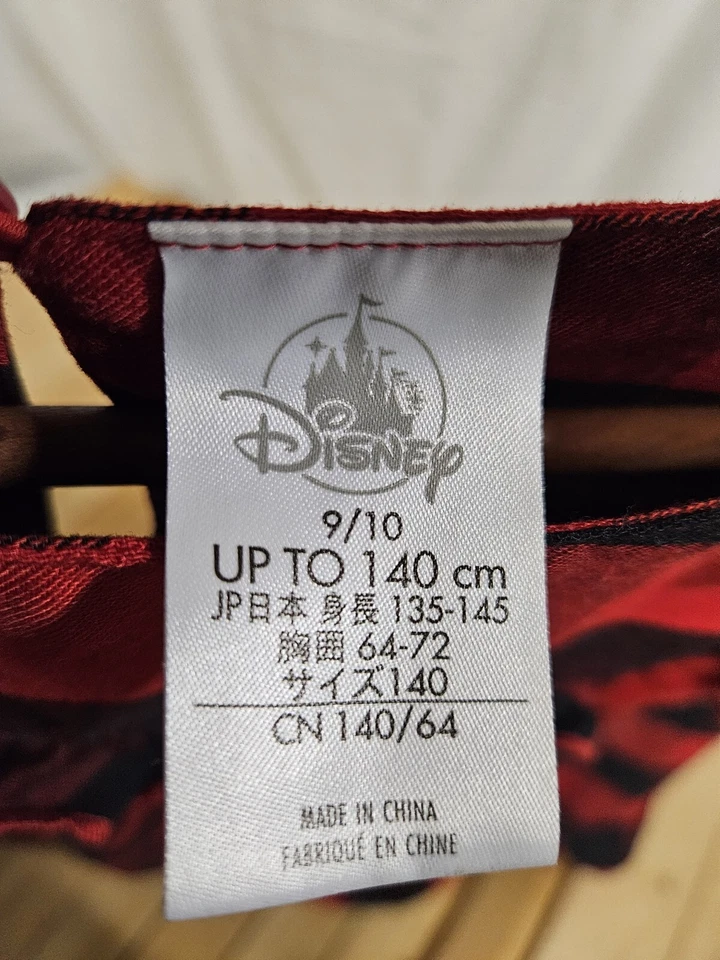 Disney
9/10
UP TO 140 cm
JP日本 身長 135-145
胸囲 64-72
サイズ140
CN 140/64
MADE IN CHINA
FABRIQUÉ EN CHINE